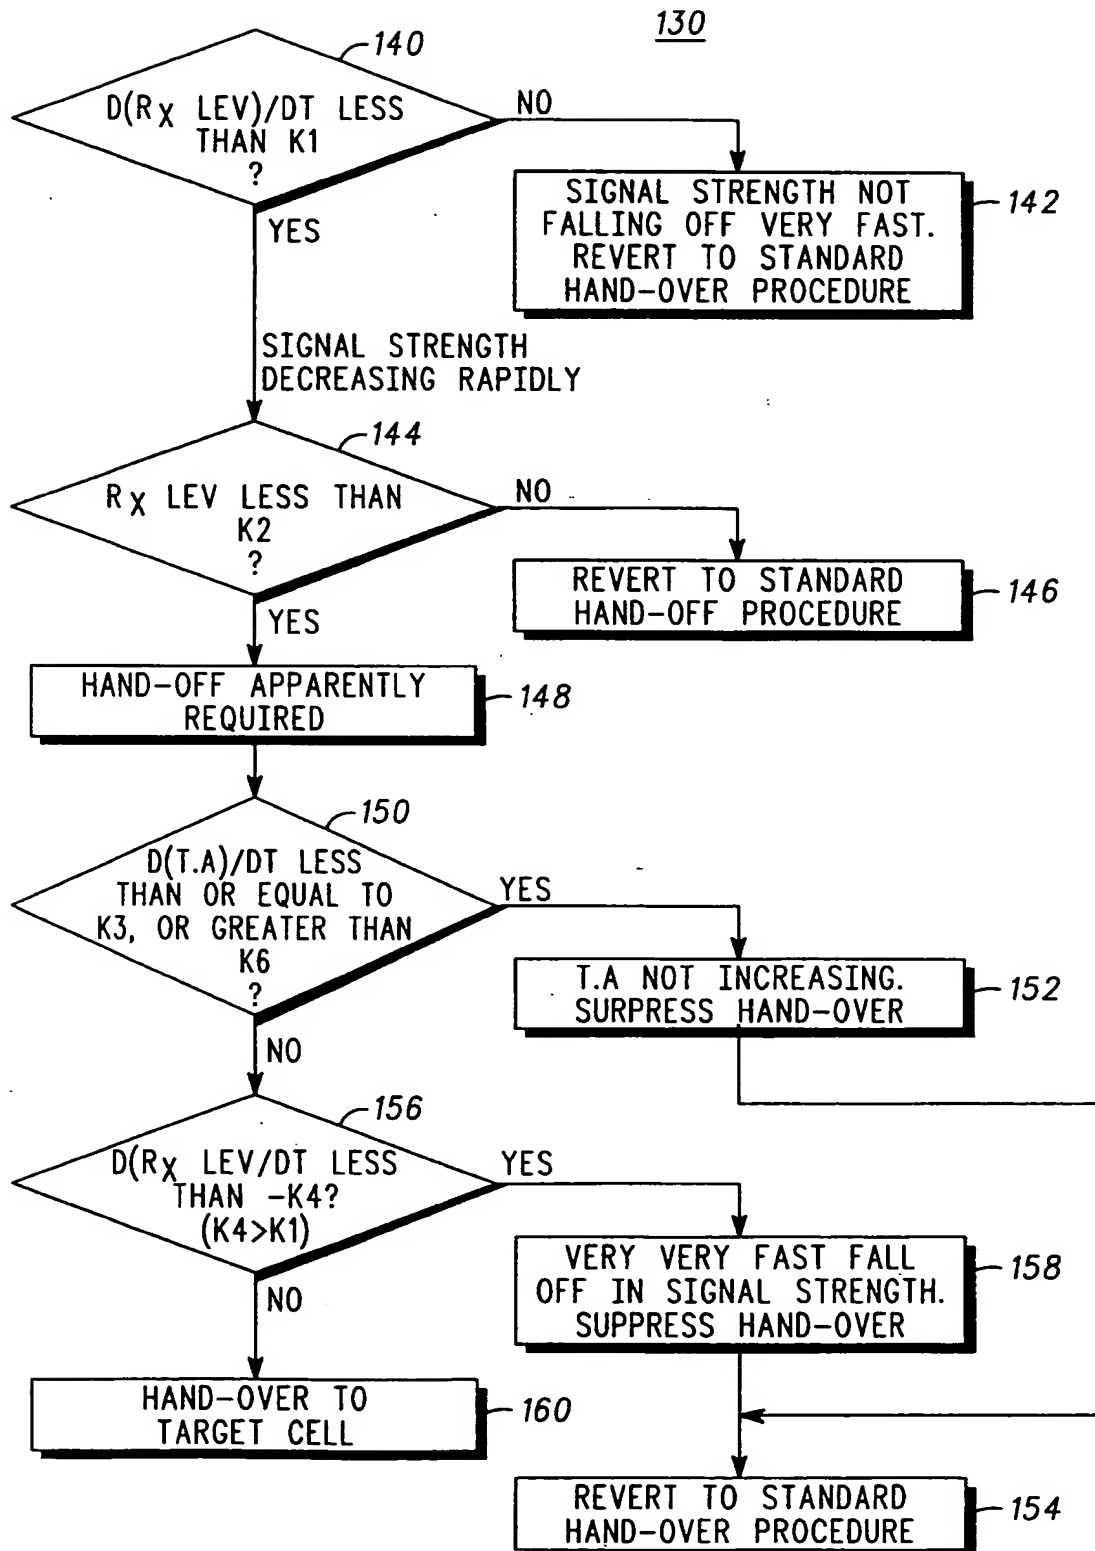 130
140
D(RX LEV)/DT LESS
THAN K1
?
NO
YES
SIGNAL STRENGTH NOT
FALLING OFF VERY FAST.
REVERT TO STANDARD
HAND-OVER PROCEDURE
142
SIGNAL STRENGTH
DECREASING RAPIDLY
144
RX LEV LESS THAN
K2
?
NO
YES
REVERT TO STANDARD
HAND-OFF PROCEDURE
146
HAND-OFF APPARENTLY
REQUIRED
148
150
D(T.A)/DT LESS
THAN OR EQUAL TO
K3, OR GREATER THAN
K6
?
YES
NO
T.A NOT INCREASING.
SURPRESS HAND-OVER
152
156
D(RX LEV/DT LESS
THAN -K4?
(K4>K1)
YES
NO
VERY VERY FAST FALL
OFF IN SIGNAL STRENGTH.
SUPPRESS HAND-OVER
158
HAND-OVER TO
TARGET CELL
160
REVERT TO STANDARD
HAND-OVER PROCEDURE
154